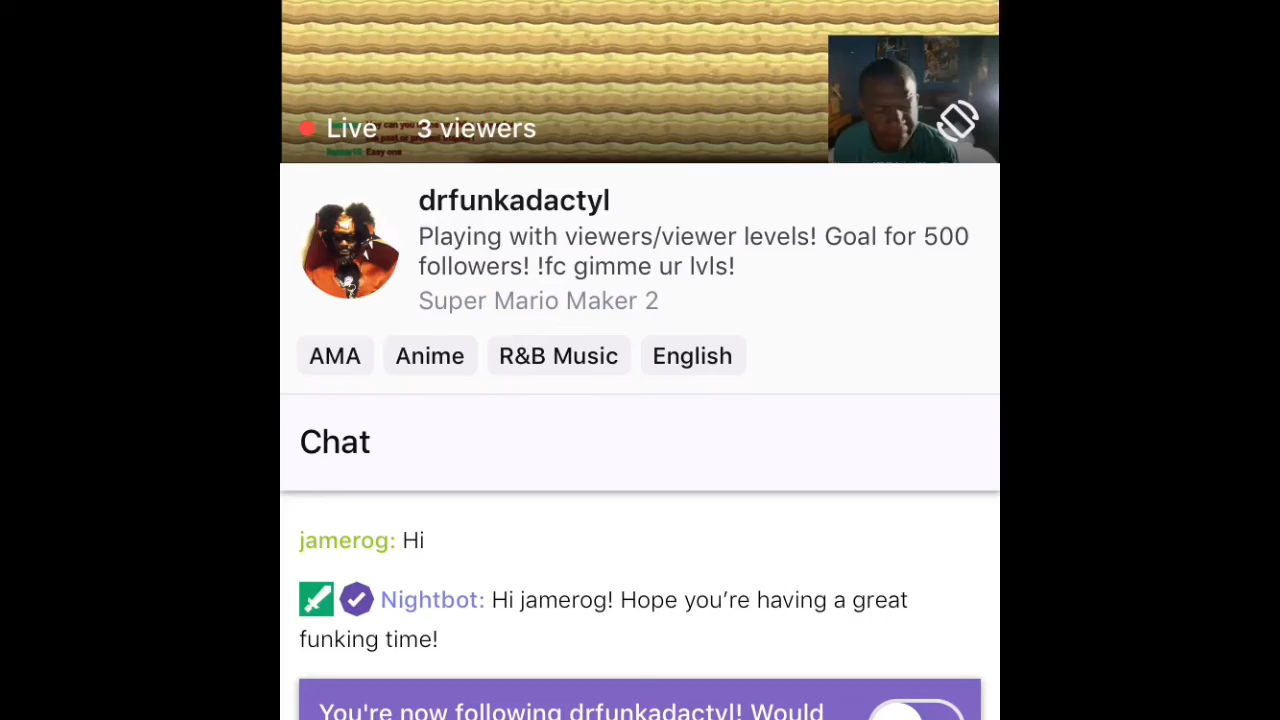 Live 3 viewers
Easy one
drfunkadactyl
Playing with viewers/viewer levels! Goal for 500
followers! !fc gimme ur lvls!
Super Mario Maker 2
AMA Anime R&B Music English
Chat
jamerog: Hi
Nightbot: Hi jamerog! Hope you’re having a great
funking time!
You're now following drfunkadactyl! Would